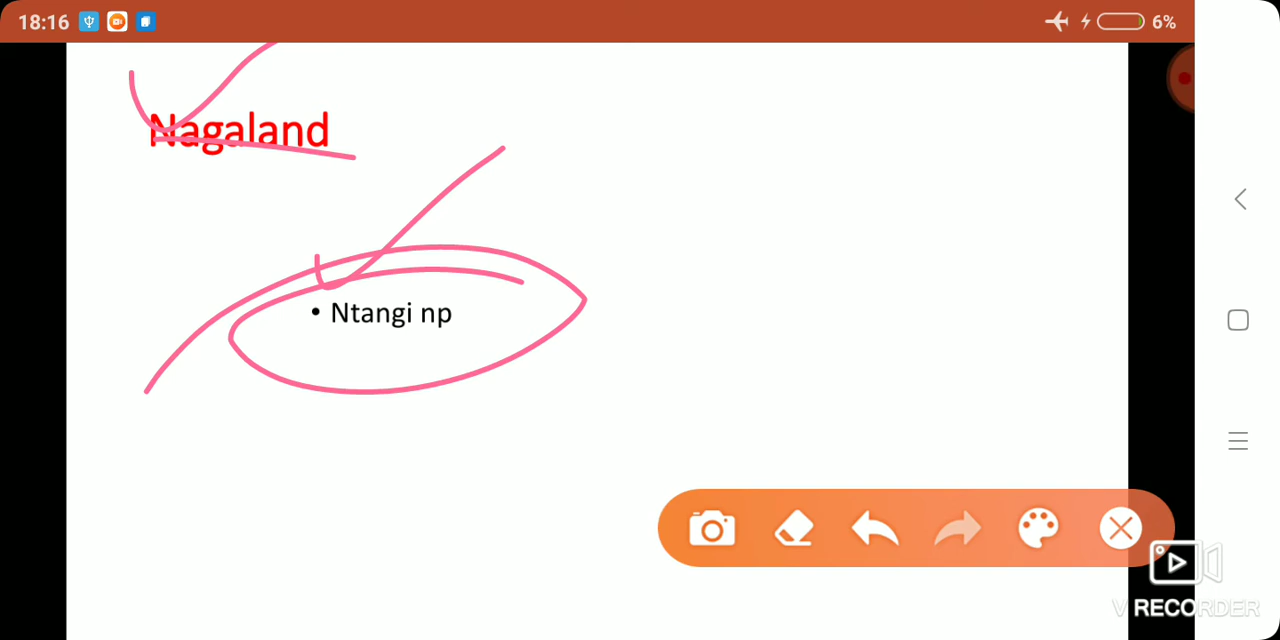 18:16
6%
Nagaland
• Ntangi np
V RECORDER